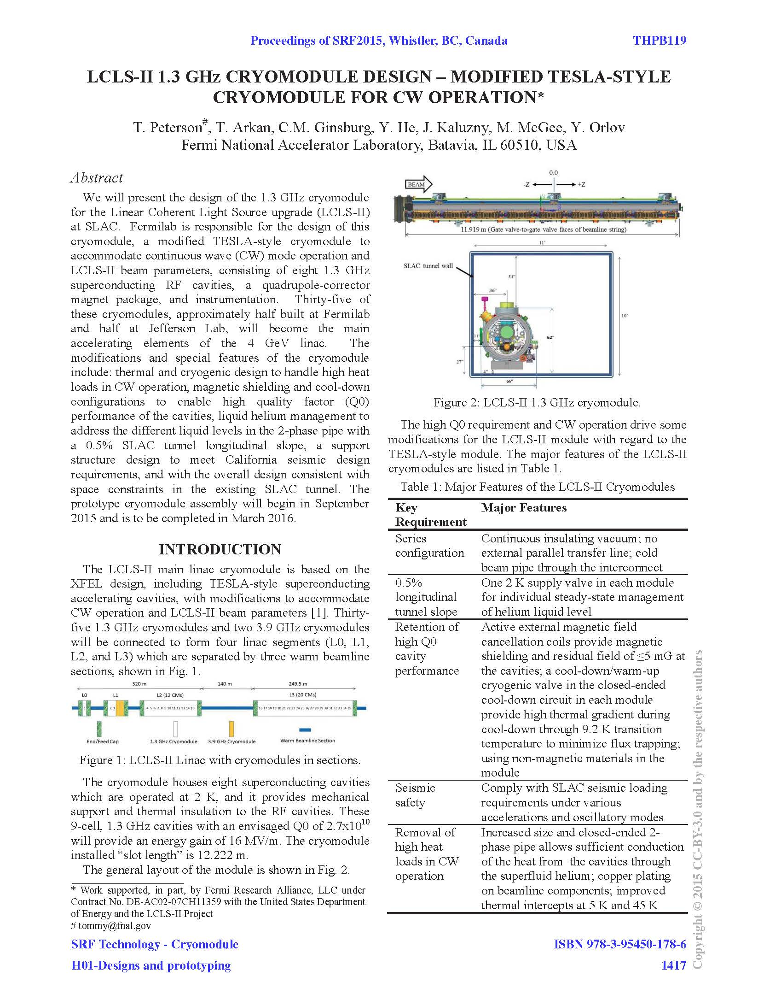 Proceedings of SRF2015, Whistler, BC, Canada
THPB119
LCLS-II 1.3 GHz CRYOMODULE DESIGN – MODIFIED TESLA-STYLE
CRYOMODULE FOR CW OPERATION*
T. Peterson#, T. Arkan, C.M. Ginsburg, Y. He, J. Kaluzny, M. McGee, Y. Orlov
Fermi National Accelerator Laboratory, Batavia, IL 60510, USA
Abstract
We will present the design of the 1.3 GHz cryomodule
for the Linear Coherent Light Source upgrade (LCLS-II)
at SLAC. Fermilab is responsible for the design of this
cryomodule, a modified TESLA-style cryomodule to
accommodate continuous wave (CW) mode operation and
LCLS-II beam parameters, consisting of eight 1.3 GHz
superconducting RF cavities, a quadrupole-corrector
magnet package, and instrumentation. Thirty-five of
these cryomodules, approximately half built at Fermilab
and half at Jefferson Lab, will become the main
accelerating elements of the 4 GeV linac. The
modifications and special features of the cryomodule
include: thermal and cryogenic design to handle high heat
loads in CW operation, magnetic shielding and cool-down
configurations to enable high quality factor (Q0)
performance of the cavities, liquid helium management to
address the different liquid levels in the 2-phase pipe with
a 0.5% SLAC tunnel longitudinal slope, a support
structure design to meet California seismic design
requirements, and with the overall design consistent with
space constraints in the existing SLAC tunnel. The
prototype cryomodule assembly will begin in September
2015 and is to be completed in March 2016.
INTRODUCTION
The LCLS-II main linac cryomodule is based on the
XFEL design, including TESLA-style superconducting
accelerating cavities, with modifications to accommodate
CW operation and LCLS-II beam parameters [1]. Thirty-
five 1.3 GHz cryomodules and two 3.9 GHz cryomodules
will be connected to form four linac segments (L0, L1,
L2, and L3) which are separated by three warm beamline
sections, shown in Fig. 1.
320 m 140 m 249.5 m
L0 L1 L2 (12 CMs) L3 (20 CMs)
1 2 3 4 5 6 7 8 9 10 11 12 13 14 15 16 17 18 19 20 21 22 23 24 25 26 27 28 29 30 31 32 33 34 35
End/Feed Cap 1.3 GHz Cryomodule 3.9 GHz Cryomodule Warm Beamline Section
Figure 1: LCLS-II Linac with cryomodules in sections.
The cryomodule houses eight superconducting cavities
which are operated at 2 K, and it provides mechanical
support and thermal insulation to the RF cavities. These
9-cell, 1.3 GHz cavities with an envisaged Q0 of 2.7x10¹⁰
will provide an energy gain of 16 MV/m. The cryomodule
installed “slot length” is 12.222 m.
The general layout of the module is shown in Fig. 2.
* Work supported, in part, by Fermi Research Alliance, LLC under
Contract No. DE-AC02-07CH11359 with the United States Department
of Energy and the LCLS-II Project
# tommy@fnal.gov
0.0
BEAM -Z +Z
11.919 m (Gate valve-to-gate valve faces of beamline string)
11'
SLAC tunnel wall
54"
36"
10'
11"
62"
27"
4"
65"
Figure 2: LCLS-II 1.3 GHz cryomodule.
The high Q0 requirement and CW operation drive some
modifications for the LCLS-II module with regard to the
TESLA-style module. The major features of the LCLS-II
cryomodules are listed in Table 1.
Table 1: Major Features of the LCLS-II Cryomodules
Key Major Features
Requirement
Series Continuous insulating vacuum; no
configuration external parallel transfer line; cold
beam pipe through the interconnect
0.5% One 2 K supply valve in each module
longitudinal for individual steady-state management
tunnel slope of helium liquid level
Retention of Active external magnetic field
high Q0 cancellation coils provide magnetic
cavity shielding and residual field of ≤5 mG at
performance the cavities; a cool-down/warm-up
cryogenic valve in the closed-ended
cool-down circuit in each module
provide high thermal gradient during
cool-down through 9.2 K transition
temperature to minimize flux trapping;
using non-magnetic materials in the
module
Seismic Comply with SLAC seismic loading
safety requirements under various
accelerations and oscillatory modes
Removal of Increased size and closed-ended 2-
high heat phase pipe allows sufficient conduction
loads in CW of the heat from the cavities through
operation the superfluid helium; copper plating
on beamline components; improved
thermal intercepts at 5 K and 45 K
SRF Technology - Cryomodule
H01-Designs and prototyping
ISBN 978-3-95450-178-6
1417
Copyright © 2015 CC-BY-3.0 and by the respective authors